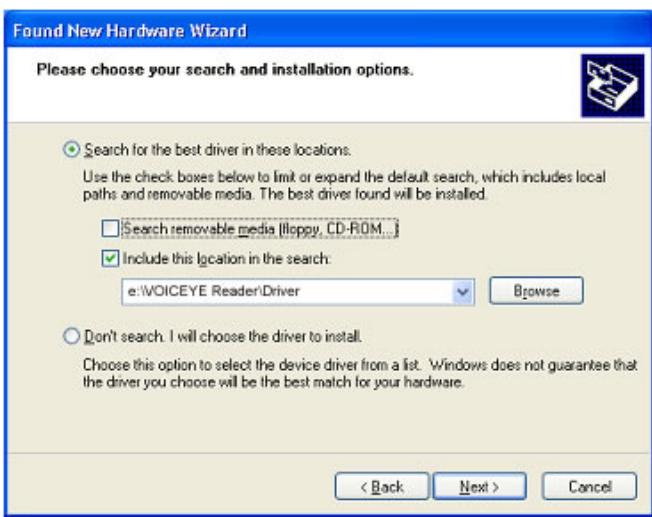 Found New Hardware Wizard
Please choose your search and installation options.
Search for the best driver in these locations.
Use the check boxes below to limit or expand the default search, which includes local
paths and removable media. The best driver found will be installed.
Search removable media (floppy, CD-ROM...)
Include this location in the search:
e:\VOICEYE Reader\Driver
Browse
Don't search. I will choose the driver to install.
Choose this option to select the device driver from a list. Windows does not guarantee that
the driver you choose will be the best match for your hardware.
< Back Next > Cancel